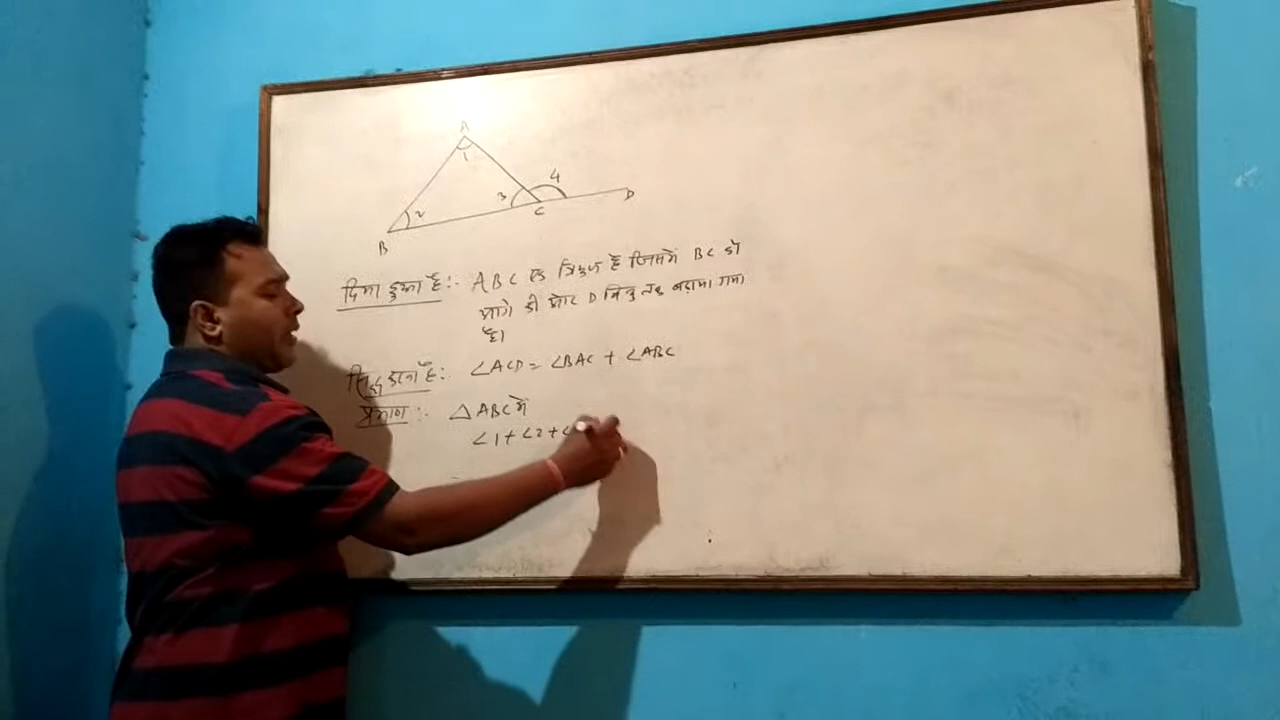 A
1
2
3
4
B
C
D
दिया हुआ है:- ABC एक त्रिभुज है जिसमें BC को
आगे की ओर D बिन्दु तक बढ़ाया गया
है।
सिद्ध करना है:- ∠ACD = ∠BAC + ∠ABC
प्रमाण :- △ ABC में
∠1 + ∠2 + ∠